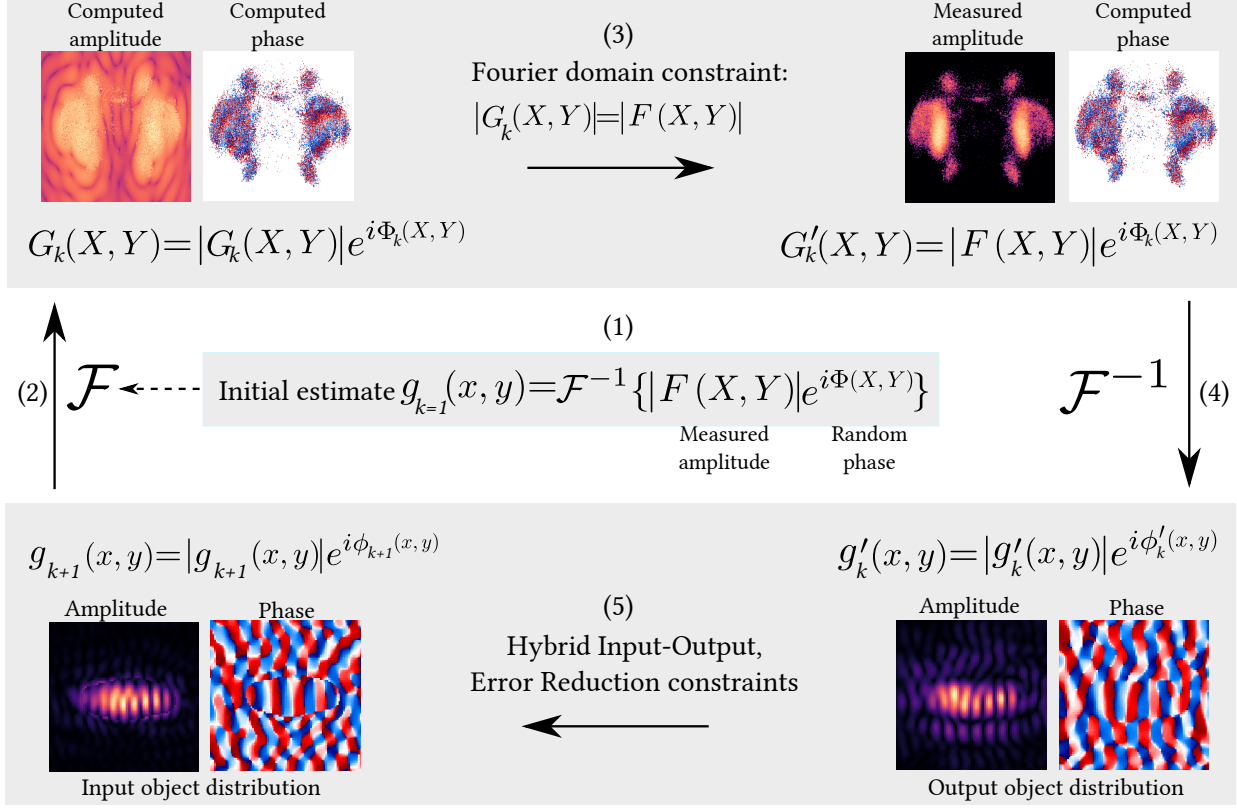 Computed
amplitude
Computed
phase
(3)
Fourier domain constraint:
|G_k(X, Y)|=|F (X, Y)|
Measured
amplitude
Computed
phase
G_k(X, Y)=|G_k(X, Y)|e^{iΦ_k(X, Y)}
G'_k(X, Y)=|F (X, Y)|e^{iΦ_k(X, Y)}
(1)
(2)
ℱ
Initial estimate g_{k=1}(x, y)=ℱ^{-1}{|F (X, Y)|e^{iΦ(X, Y)}}
Measured
amplitude
Random
phase
ℱ^{-1}
(4)
g_{k+1}(x, y)=|g_{k+1}(x, y)|e^{iϕ_{k+1}(x, y)}
g'_k(x, y)=|g'_k(x, y)|e^{iϕ'_k(x, y)}
Amplitude
Phase
(5)
Hybrid Input-Output,
Error Reduction constraints
Amplitude
Phase
Input object distribution
Output object distribution